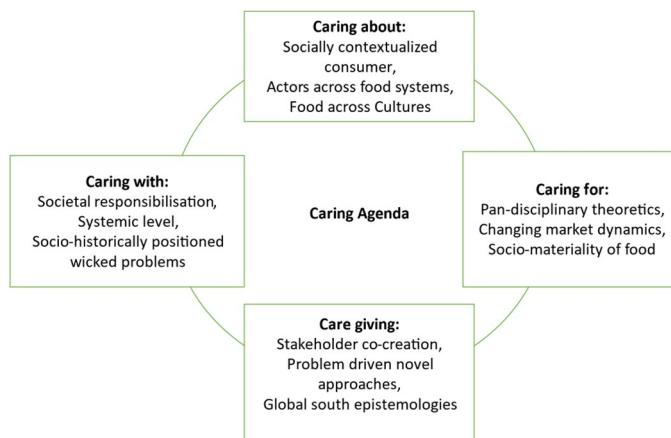 Caring about:
Socially contextualized
consumer,
Actors across food systems,
Food across Cultures
Caring with:
Societal responsibilisation,
Systemic level,
Socio-historically positioned
wicked problems
Caring Agenda
Caring for:
Pan-disciplinary theoretics,
Changing market dynamics,
Socio-materiality of food
Care giving:
Stakeholder co-creation,
Problem driven novel
approaches,
Global south epistemologies